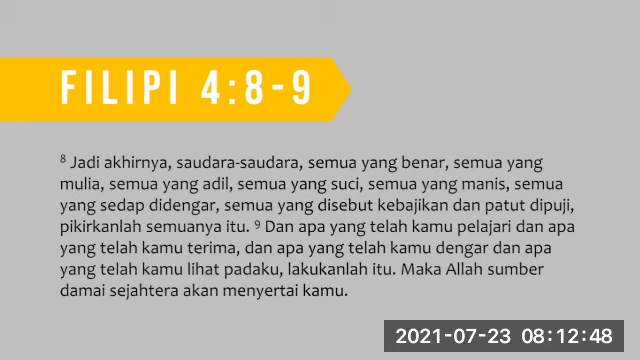 FILIPI 4:8-9
⁸ Jadi akhirnya, saudara-saudara, semua yang benar, semua yang
mulia, semua yang adil, semua yang suci, semua yang manis, semua
yang sedap didengar, semua yang disebut kebajikan dan patut dipuji,
pikirkanlah semuanya itu. ⁹ Dan apa yang telah kamu pelajari dan apa
yang telah kamu terima, dan apa yang telah kamu dengar dan apa
yang telah kamu lihat padaku, lakukanlah itu. Maka Allah sumber
damai sejahtera akan menyertai kamu.
2021-07-23 08:12:48